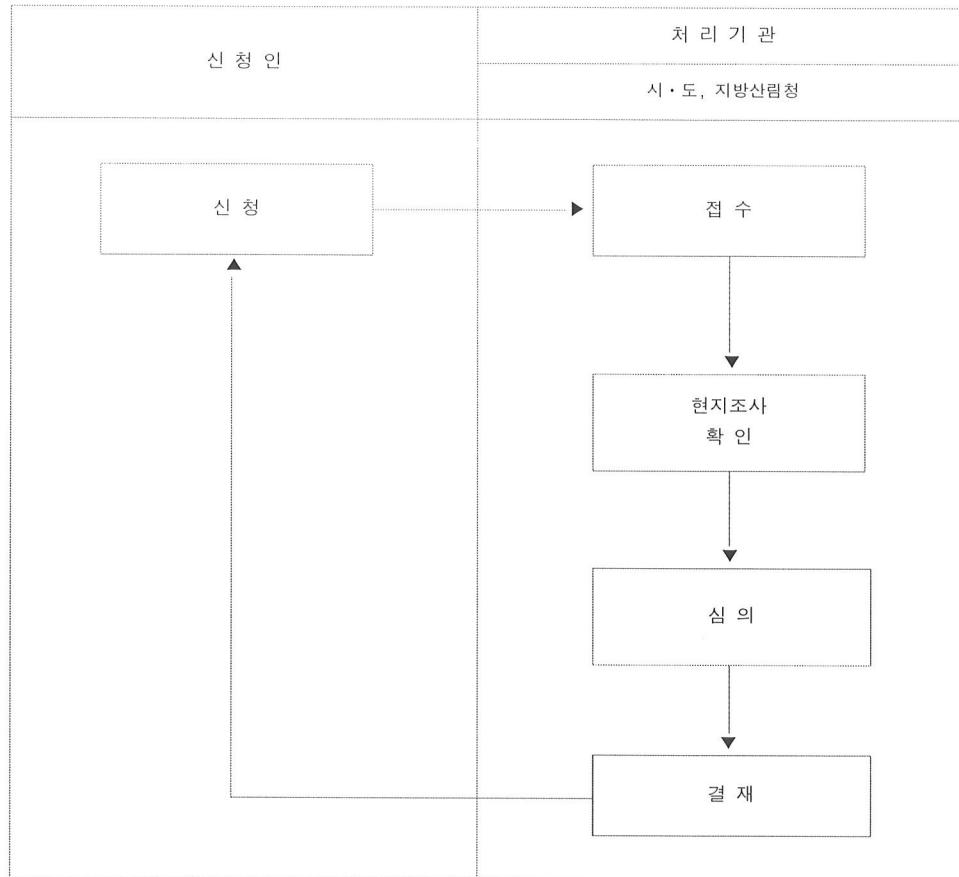 신 청 인
처 리 기 관
시·도, 지방산림청
신 청
접 수
현지조사
확 인
심 의
결 재